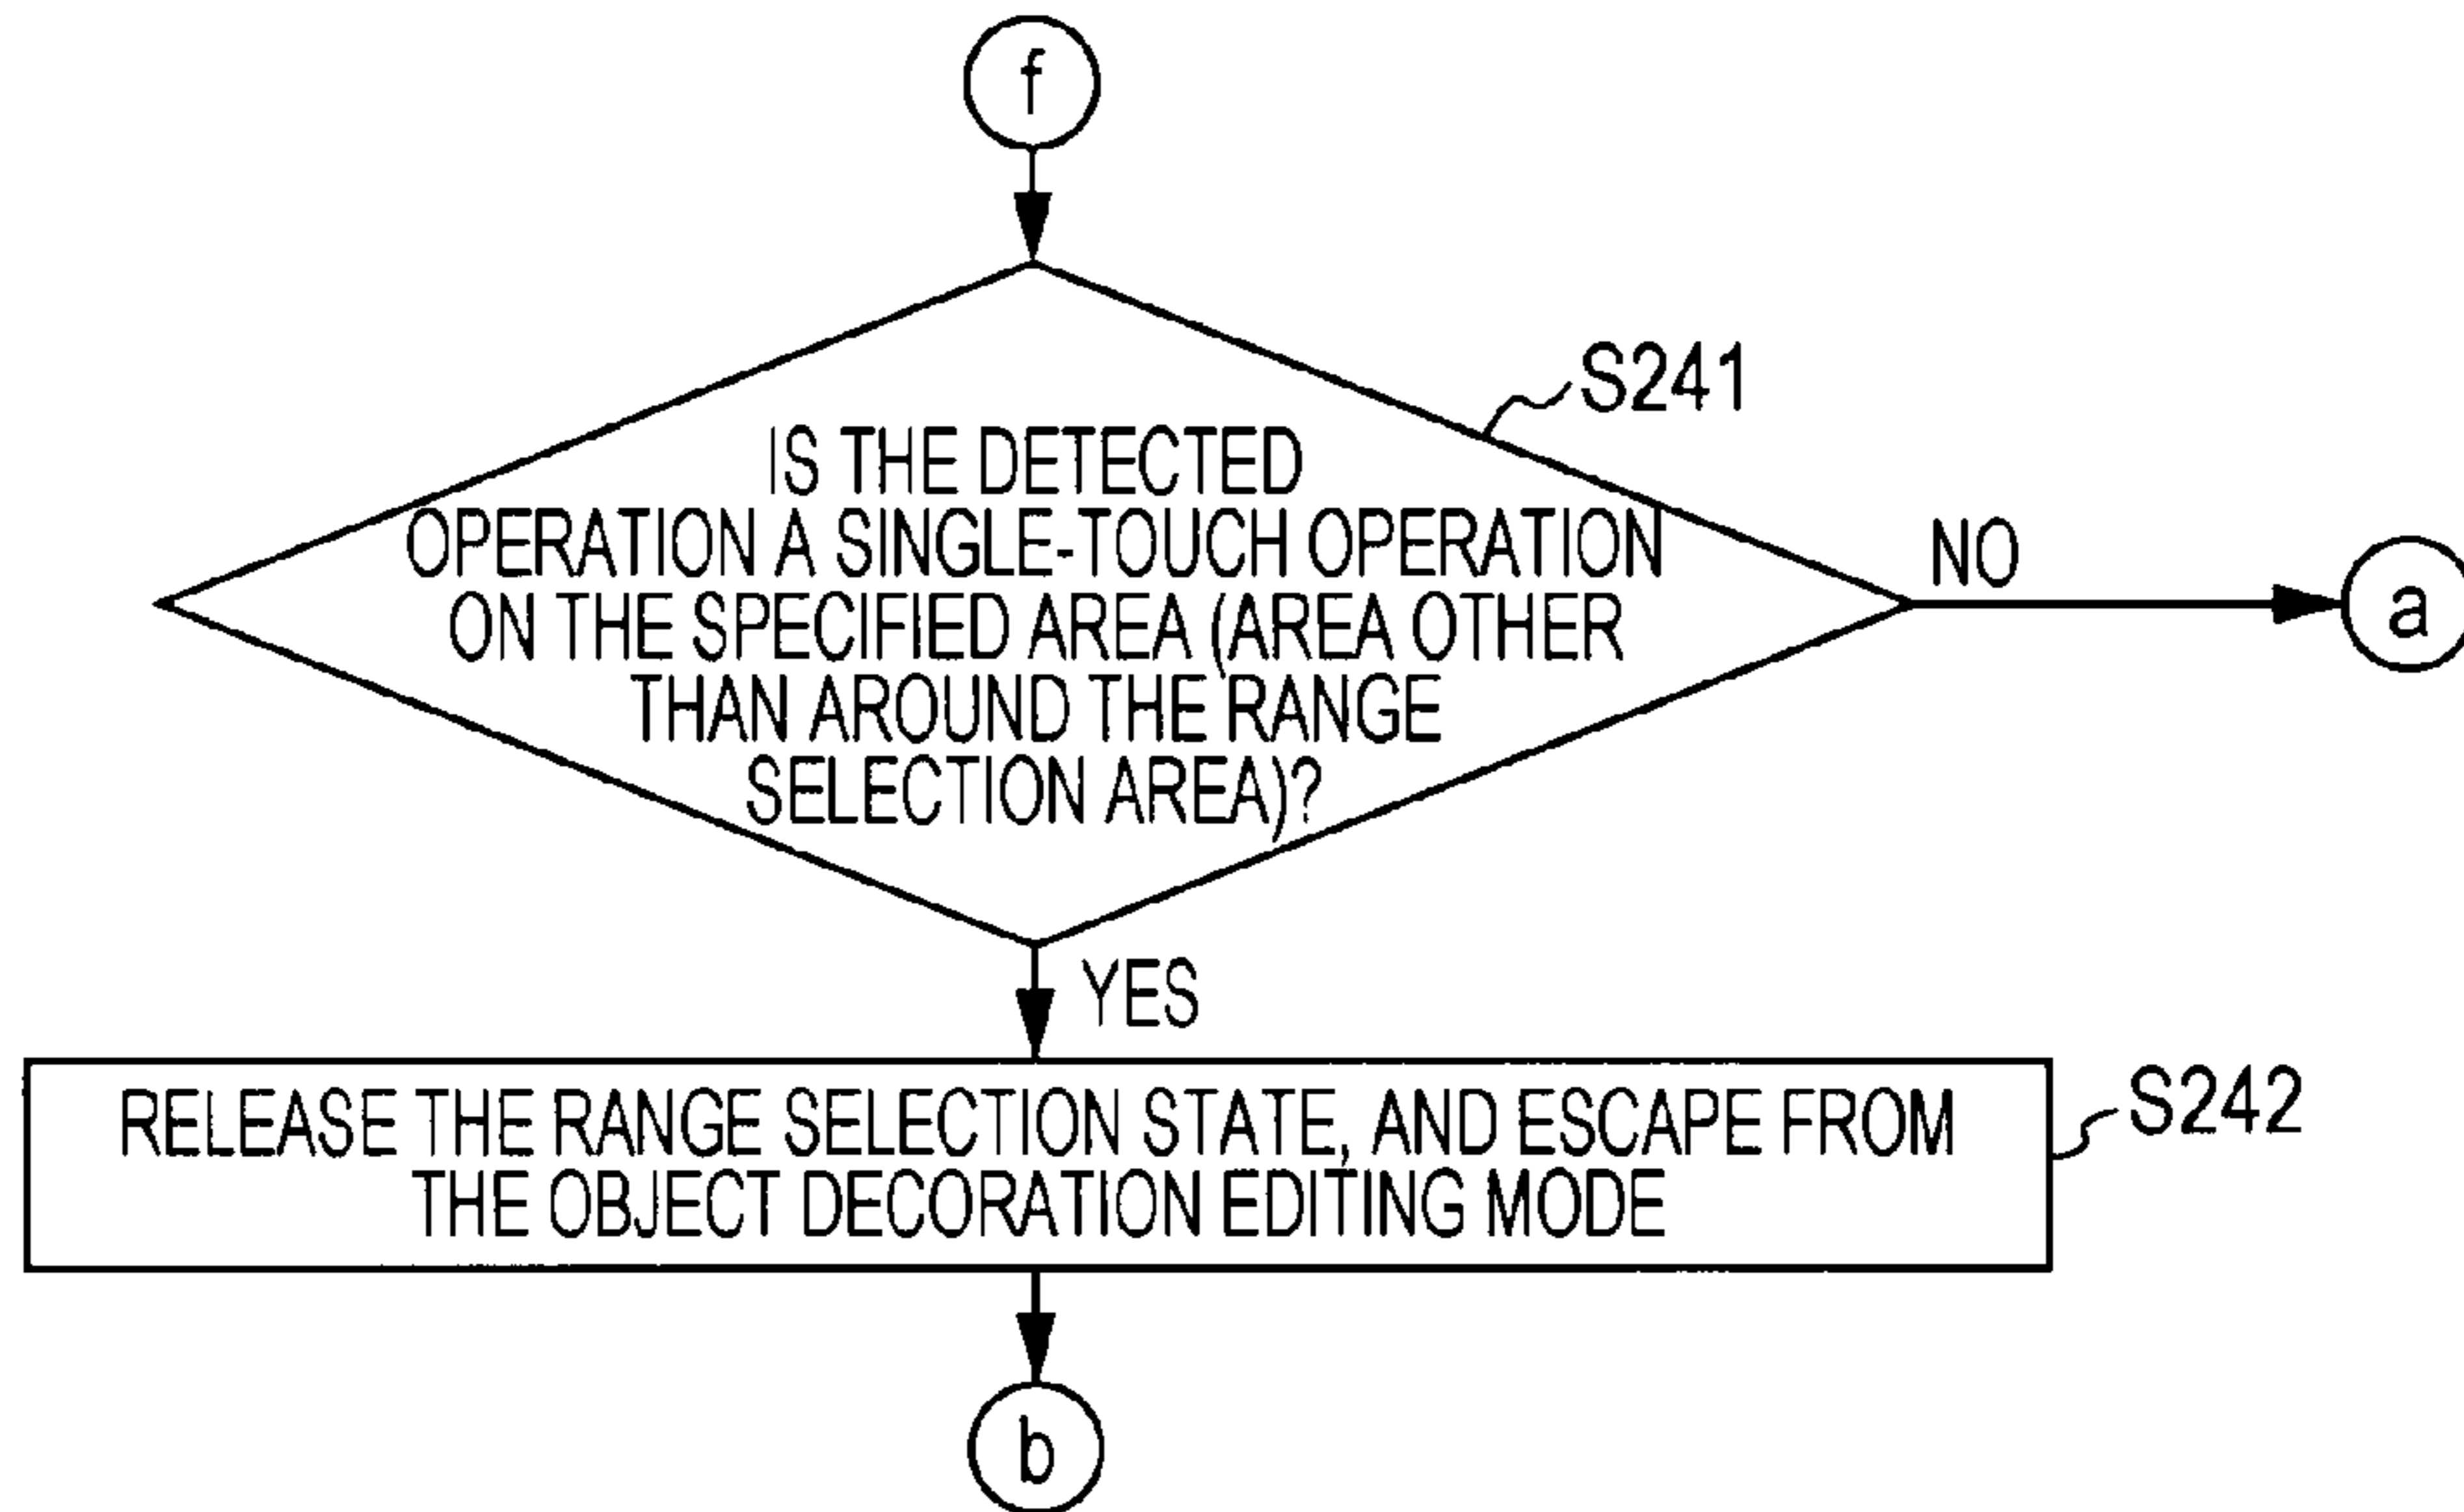 f
S241
IS THE DETECTED
OPERATION A SINGLE-TOUCH OPERATION
ON THE SPECIFIED AREA (AREA OTHER
THAN AROUND THE RANGE
SELECTION AREA)?
NO
a
YES
RELEASE THE RANGE SELECTION STATE, AND ESCAPE FROM
THE OBJECT DECORATION EDITING MODE
S242
b